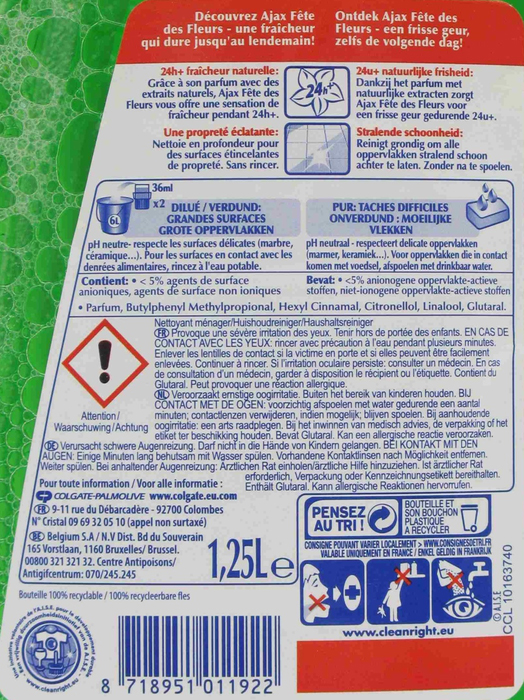 Découvrez Ajax Fête
des Fleurs - une fraîcheur
qui dure jusqu'au lendemain!
Ontdek Ajax Fête des
Fleurs - een frisse geur,
zelfs de volgende dag!
24h+ fraîcheur naturelle:
Grâce à son parfum avec des
extraits naturels, Ajax Fête des
Fleurs vous offre une sensation de
fraîcheur pendant 24h+.
24h+
24u+ natuurlijke frisheid:
Dankzij het parfum met
natuurlijke extracten zorgt
Ajax Fête des Fleurs voor
een frisse geur gedurende 24u+.
Une propreté éclatante:
Nettoie en profondeur pour
des surfaces étincelantes
de propreté. Sans rincer.
Stralende schoonheid:
Reinigt grondig om alle
oppervlakken stralend schoon
achter te laten. Zonder na te spoelen.
36ml
x2
6L
DILUÉ / VERDUND:
GRANDES SURFACES
GROTE OPPERVLAKKEN
pH neutre- respecte les surfaces délicates (marbre,
céramique...). Pour les surfaces en contact avec les
denrées alimentaires, rincez à l'eau potable.
PUR: TACHES DIFFICILES
ONVERDUND : MOEILIJKE
VLEKKEN
pH neutraal - respecteert delicate oppervlakken
(marmer, keramiek...). Voor oppervlakken die in contact
komen met voedsel, afspoelen met drinkbaar water.
Contient: • < 5% agents de surface
anioniques, agents de surface non ioniques
Bevat: • <5% anionogene oppervlakte-actieve
stoffen, niet-ionogene oppervlakte-actieve stoffen
• Parfum, Butylphenyl Methylpropional, Hexyl Cinnamal, Citronellol, Linalool, Glutaral.
Nettoyant ménager/Huishoudreiniger/Haushaltsreiniger
FR Provoque une sévère irritation des yeux. Tenir hors de portée des enfants. EN CAS DE
CONTACT AVEC LES YEUX: rincer avec précaution à l'eau pendant plusieurs minutes.
Enlever les lentilles de contact si la victime en porte et si elles peuvent être facilement
enlevées. Continuer à rincer. Si l'irritation oculaire persiste: consulter un médecin. En cas
de consultation d'un médecin, garder à disposition le récipient ou l'étiquette. Contient du
Glutaral. Peut provoquer une réaction allergique.
NL Veroorzaakt ernstige oogirritatie. Buiten het bereik van kinderen houden. BIJ
CONTACT MET DE OGEN: voorzichtig afspoelen met water gedurende een aantal
minuten; contactlenzen verwijderen, indien mogelijk; blijven spoelen. Bij aanhoudende
oogirritatie: een arts raadplegen. Bij het inwinnen van medisch advies, de verpakking of het
etiket ter beschikking houden. Bevat Glutaral. Kan een allergische reactie veroorzaken.
Attention /
Waarschuwing / Achtung
DE Verursacht schwere Augenreizung. Darf nicht in die Hände von Kindern gelangen. BEI KONTAKT MIT DEN
AUGEN: Einige Minuten lang behutsam mit Wasser spülen. Vorhandene Kontaktlinsen nach Möglichkeit entfernen.
Weiter spülen. Bei anhaltender Augenreizung: Ärztlichen Rat einholen/ärztliche Hilfe hinzuziehen. Ist ärztlicher Rat
erforderlich, Verpackung oder Kennzeichnungsetikett bereithalten.
Enthält Glutaral. Kann allergische Reaktionen hervorrufen.
Pour toute information / Voor alle informatie :
COLGATE-PALMOLIVE www.colgate.eu.com
FR 9-11 rue du Débarcadère - 92700 Colombes
N° Cristal 09 69 32 05 10 (appel non surtaxé)
BE Belgium S.A / N.V Dist. Bd du Souverain
165 Vorstlaan, 1160 Bruxelles/ Brussel.
00800 321 321 32. Centre Antipoisons/
Antigifcentrum: 070/245.245
1,25L e
PENSEZ
AU TRI !
BOUTEILLE ET
SON BOUCHON
PLASTIQUE
A RECYCLER
CONSIGNE POUVANT VARIER LOCALEMENT > WWW.CONSIGNESDETRI.FR
VALABLE UNIQUEMENT EN FRANCE / ENKEL GELDIG IN FRANKRIJK
www.cleanright.eu
© A.I.S.E
CCL 10163740
Bouteille 100% recyclable / 100% recycleerbare fles
www.cleanright.eu
8 718951 011922